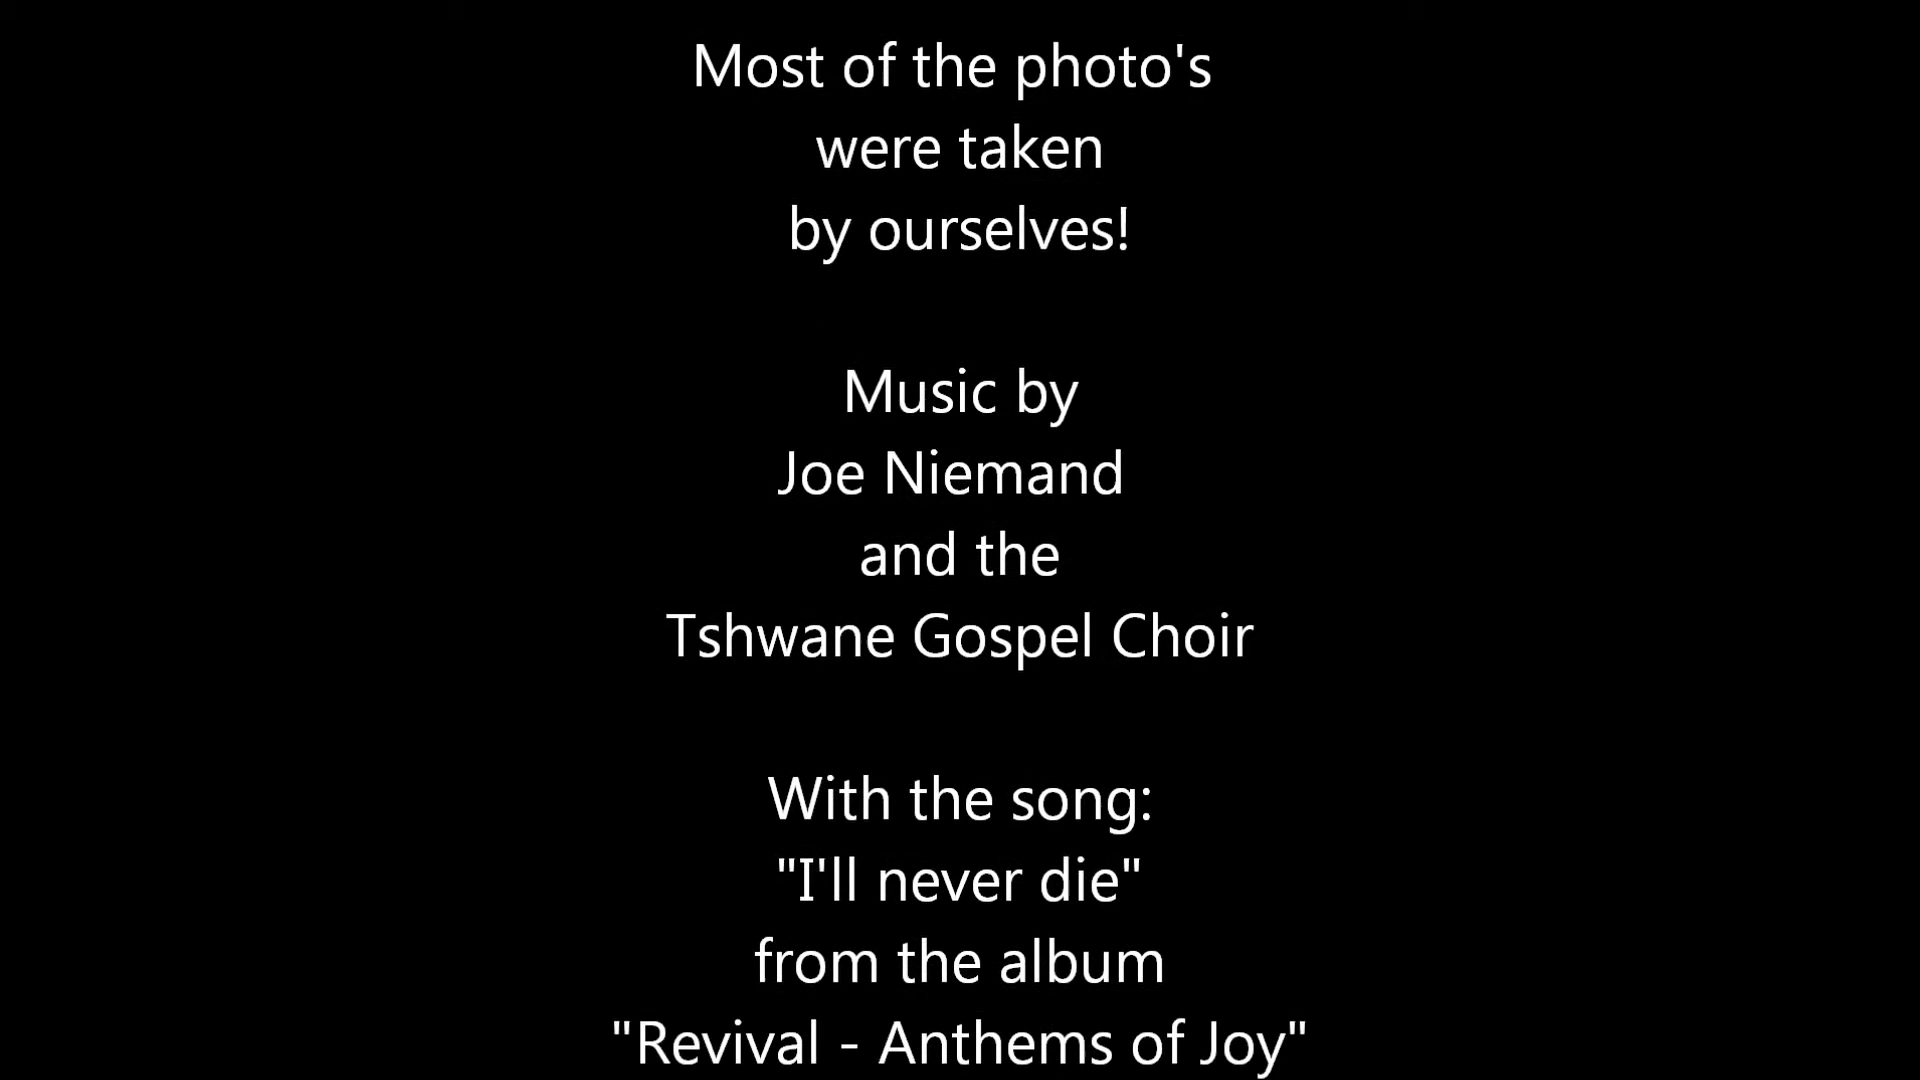 Most of the photo's
were taken
by ourselves!
Music by
Joe Niemand
and the
Tshwane Gospel Choir
With the song:
"I'll never die"
from the album
"Revival - Anthems of Joy"